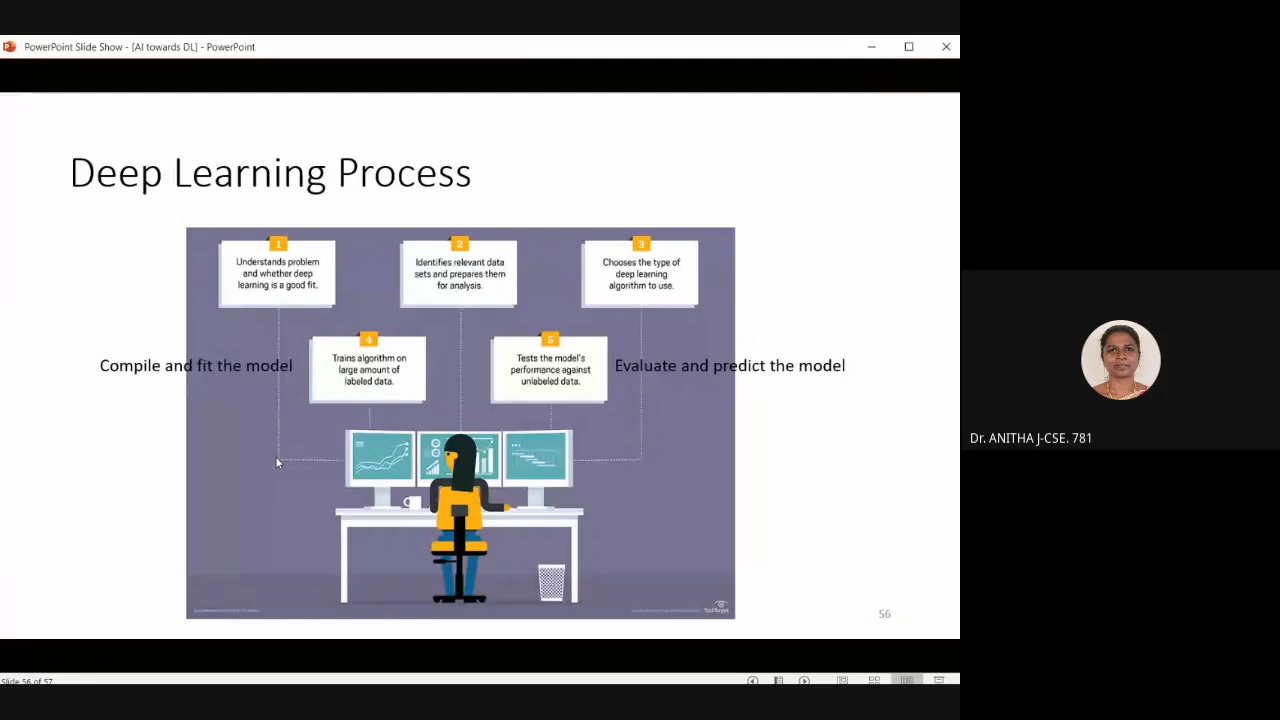 PowerPoint Slide Show - [AI towards DL] - PowerPoint
Deep Learning Process
1
Understands problem
and whether deep
learning is a good fit.
2
Identifies relevant data
sets and prepares them
for analysis.
3
Chooses the type of
deep learning
algorithm to use.
Compile and fit the model
4
Trains algorithm on
large amount of
labeled data.
5
Tests the model's
performance against
unlabeled data.
Evaluate and predict the model
TechTarget
56
Slide 56 of 57
Dr. ANITHA J-CSE. 781